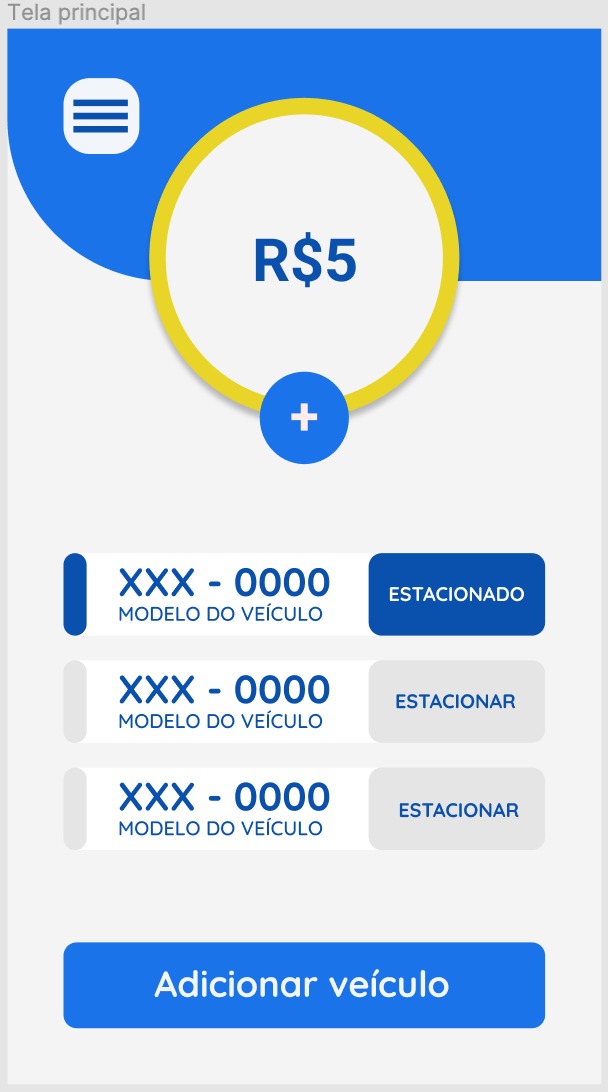 Tela principal
R$5
+
XXX - 0000
MODELO DO VEÍCULO
ESTACIONADO
XXX - 0000
MODELO DO VEÍCULO
ESTACIONAR
XXX - 0000
MODELO DO VEÍCULO
ESTACIONAR
Adicionar veículo